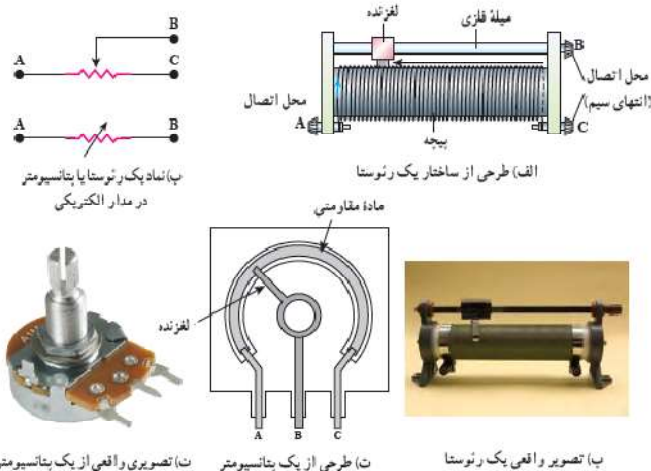 B
A
C
A
B
پ) نماد یک رئوستا یا پتانسیومتر
در مدار الکتریکی
لغزنده
میلهٔ فلزی
B
محل اتصال
(انتهای سیم)
C
محل اتصال
A
پیچه
الف) طرحی از ساختار یک رئوستا
مادهٔ مقاومتی
لغزنده
A
B
C
ب) تصویر واقعی یک رئوستا
ت) طرحی از یک پتانسیومتر
ث) تصویری واقعی از یک پتانسیومتر